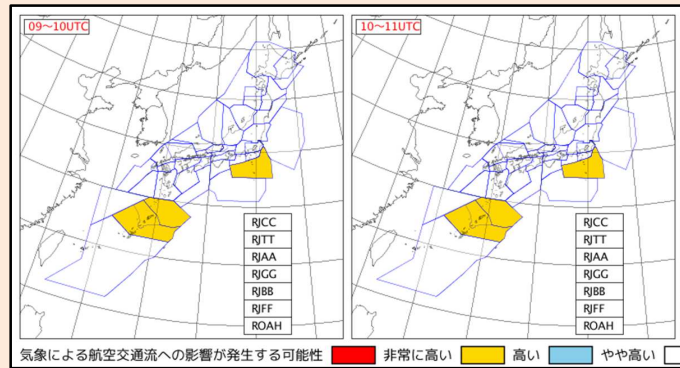 09～10UTC
RJCC
RJTT
RJAA
RJGG
RJBB
RJFF
ROAH
10～11UTC
RJCC
RJTT
RJAA
RJGG
RJBB
RJFF
ROAH
気象による航空交通流への影響が発生する可能性 非常に高い 高い やや高い